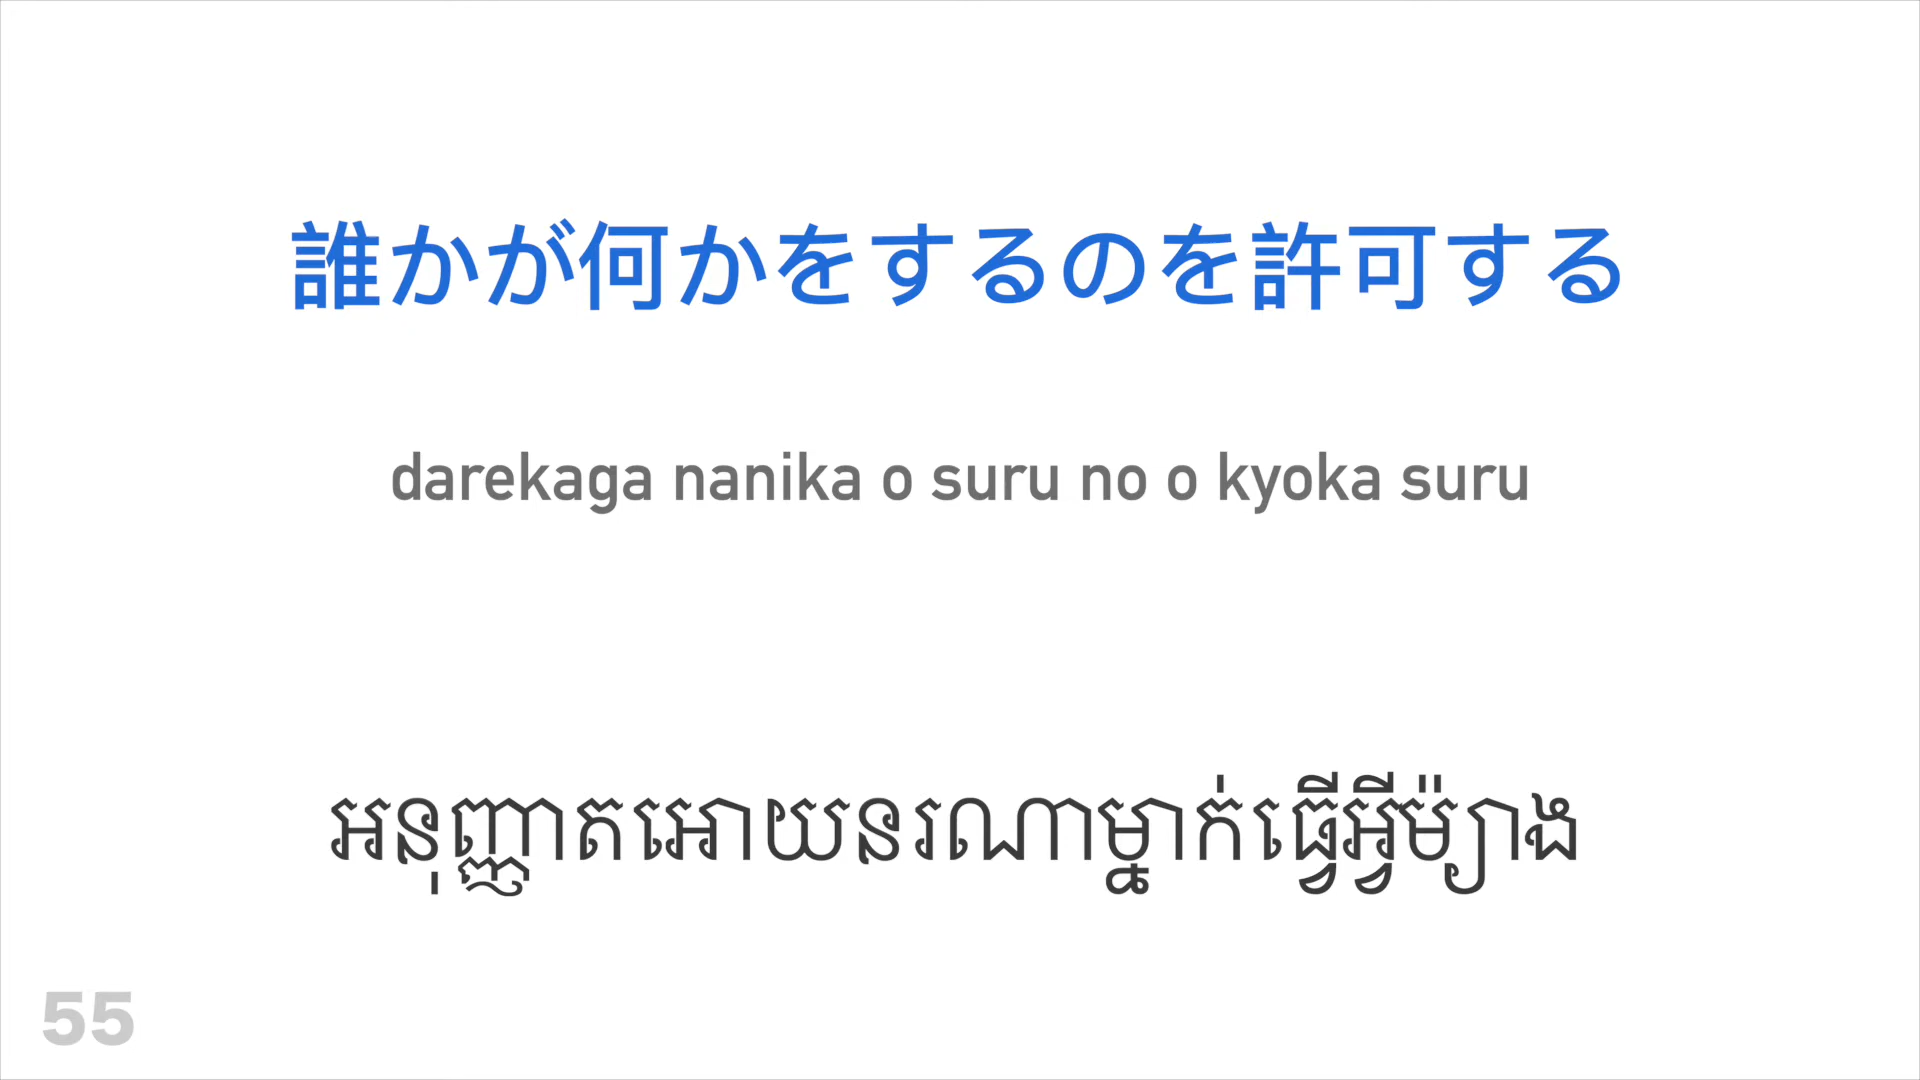 誰かが何かをするのを許可する
darekaga nanika o suru no o kyoka suru
អនុញ្ញាតអោយនរណាម្នាក់ធ្វើអ្វីម៉្យាង
55